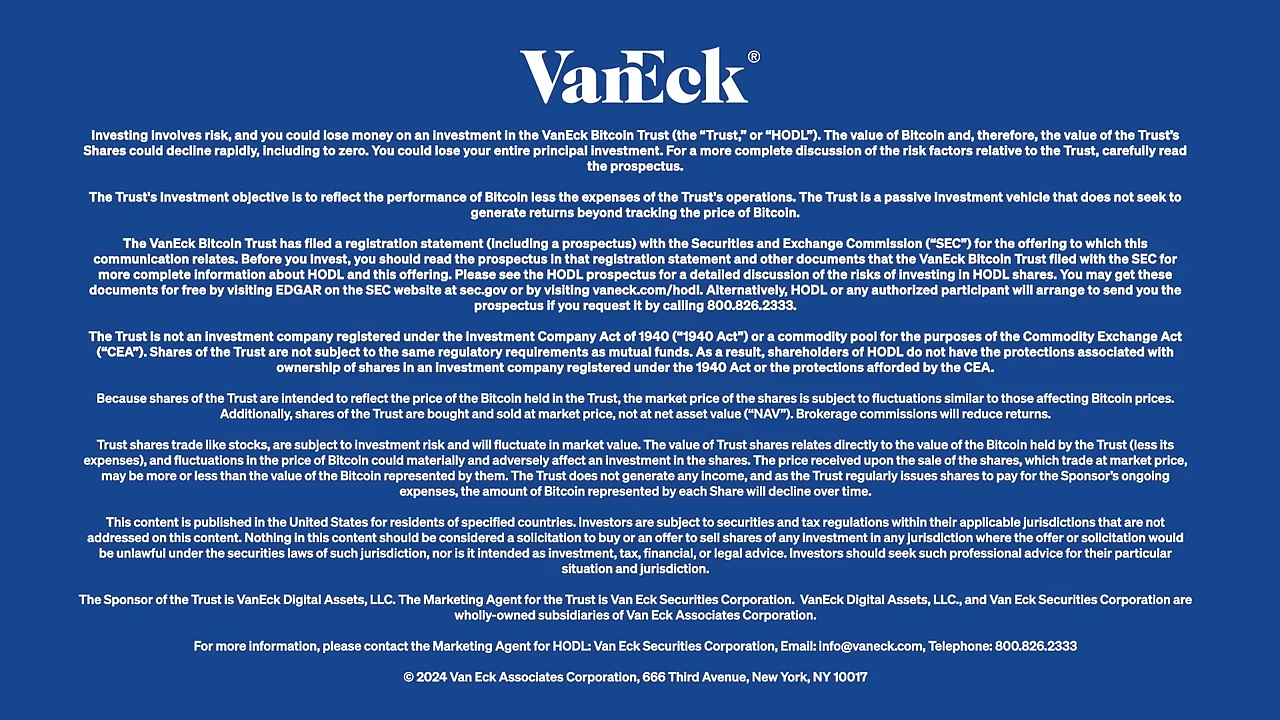 VanEck®
Investing involves risk, and you could lose money on an investment in the VanEck Bitcoin Trust (the “Trust,” or “HODL”). The value of Bitcoin and, therefore, the value of the Trust’s
Shares could decline rapidly, including to zero. You could lose your entire principal investment. For a more complete discussion of the risk factors relative to the Trust, carefully read
the prospectus.
The Trust's investment objective is to reflect the performance of Bitcoin less the expenses of the Trust's operations. The Trust is a passive investment vehicle that does not seek to
generate returns beyond tracking the price of Bitcoin.
The VanEck Bitcoin Trust has filed a registration statement (including a prospectus) with the Securities and Exchange Commission (“SEC”) for the offering to which this
communication relates. Before you invest, you should read the prospectus in that registration statement and other documents that the VanEck Bitcoin Trust filed with the SEC for
more complete information about HODL and this offering. Please see the HODL prospectus for a detailed discussion of the risks of investing in HODL shares. You may get these
documents for free by visiting EDGAR on the SEC website at sec.gov or by visiting vaneck.com/hodl. Alternatively, HODL or any authorized participant will arrange to send you the
prospectus if you request it by calling 800.826.2333.
The Trust is not an investment company registered under the Investment Company Act of 1940 (“1940 Act”) or a commodity pool for the purposes of the Commodity Exchange Act
(“CEA”). Shares of the Trust are not subject to the same regulatory requirements as mutual funds. As a result, shareholders of HODL do not have the protections associated with
ownership of shares in an investment company registered under the 1940 Act or the protections afforded by the CEA.
Because shares of the Trust are intended to reflect the price of the Bitcoin held in the Trust, the market price of the shares is subject to fluctuations similar to those affecting Bitcoin prices.
Additionally, shares of the Trust are bought and sold at market price, not at net asset value (“NAV”). Brokerage commissions will reduce returns.
Trust shares trade like stocks, are subject to investment risk and will fluctuate in market value. The value of Trust shares relates directly to the value of the Bitcoin held by the Trust (less its
expenses), and fluctuations in the price of Bitcoin could materially and adversely affect an investment in the shares. The price received upon the sale of the shares, which trade at market price,
may be more or less than the value of the Bitcoin represented by them. The Trust does not generate any income, and as the Trust regularly issues shares to pay for the Sponsor’s ongoing
expenses, the amount of Bitcoin represented by each Share will decline over time.
This content is published in the United States for residents of specified countries. Investors are subject to securities and tax regulations within their applicable jurisdictions that are not
addressed on this content. Nothing in this content should be considered a solicitation to buy or an offer to sell shares of any investment in any jurisdiction where the offer or solicitation would
be unlawful under the securities laws of such jurisdiction, nor is it intended as investment, tax, financial, or legal advice. Investors should seek such professional advice for their particular
situation and jurisdiction.
The Sponsor of the Trust is VanEck Digital Assets, LLC. The Marketing Agent for the Trust is Van Eck Securities Corporation.  VanEck Digital Assets, LLC., and Van Eck Securities Corporation are
wholly-owned subsidiaries of Van Eck Associates Corporation.
For more information, please contact the Marketing Agent for HODL: Van Eck Securities Corporation, Email: info@vaneck.com, Telephone: 800.826.2333
© 2024 Van Eck Associates Corporation, 666 Third Avenue, New York, NY 10017